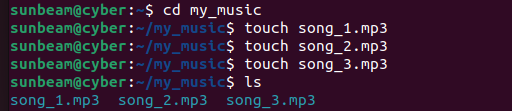 sunbeam@cyber:~$ cd my_music
sunbeam@cyber:~/my_music$ touch song_1.mp3
sunbeam@cyber:~/my_music$ touch song_2.mp3
sunbeam@cyber:~/my_music$ touch song_3.mp3
sunbeam@cyber:~/my_music$ ls
song_1.mp3  song_2.mp3  song_3.mp3